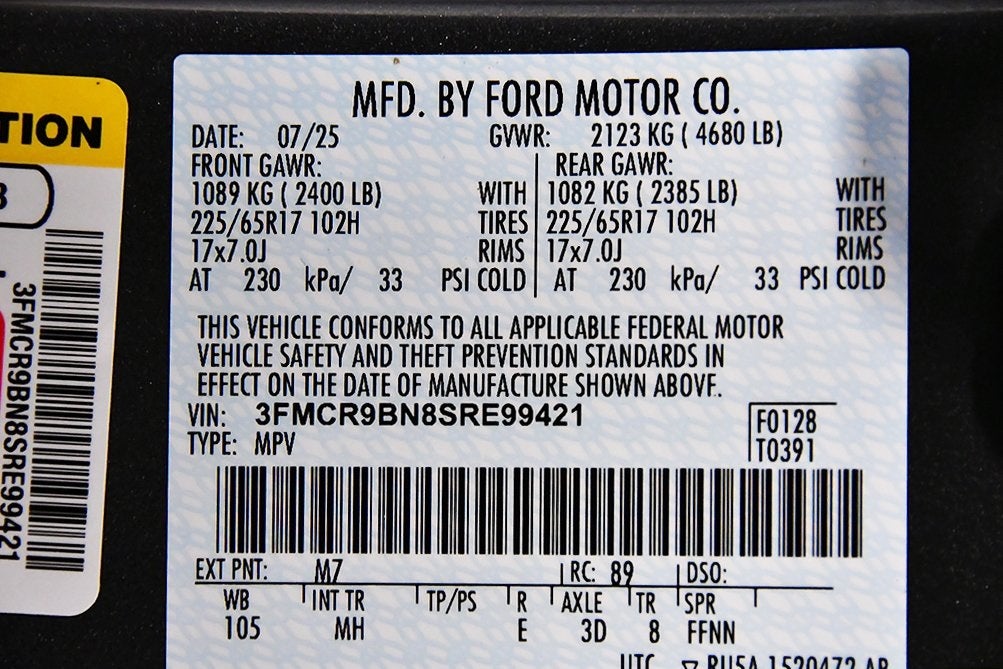 TION
3FMCR9BN8SRE99421
MFD. BY FORD MOTOR CO.
DATE: 07/25 GVWR: 2123 KG ( 4680 LB)
FRONT GAWR: REAR GAWR:
1089 KG ( 2400 LB) WITH 1082 KG ( 2385 LB) WITH
225/65R17 102H TIRES 225/65R17 102H TIRES
17x7.0J RIMS 17x7.0J RIMS
AT 230 kPa/ 33 PSI COLD AT 230 kPa/ 33 PSI COLD
THIS VEHICLE CONFORMS TO ALL APPLICABLE FEDERAL MOTOR
VEHICLE SAFETY AND THEFT PREVENTION STANDARDS IN
EFFECT ON THE DATE OF MANUFACTURE SHOWN ABOVE.
VIN: 3FMCR9BN8SRE99421 F0128
TYPE: MPV T0391
EXT PNT: M7 RC: 89 DSO:
WB INT TR TP/PS R AXLE TR SPR
105 MH E 3D 8 FFNN